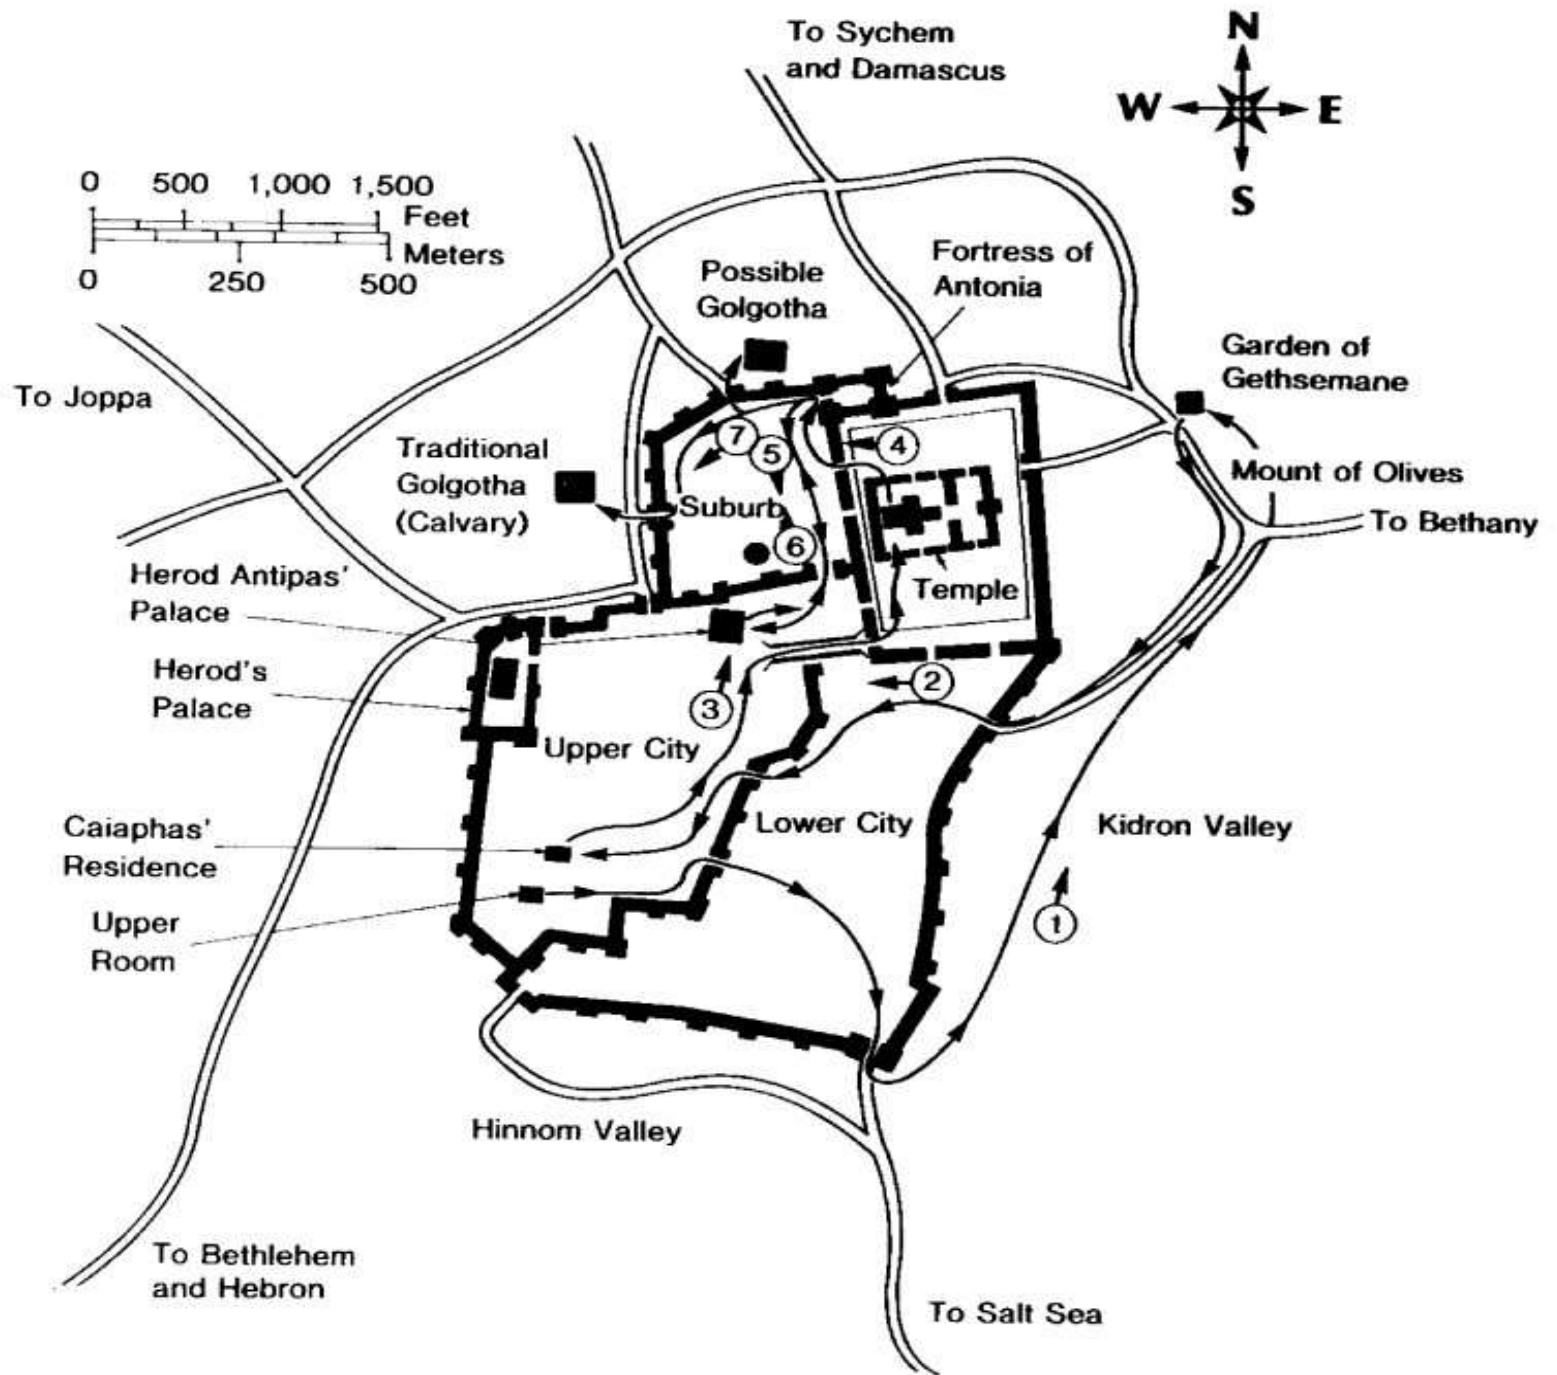 To Sychem
and Damascus
N
W E
S
0 500 1,000 1,500
Feet
Meters
0 250 500
Possible
Golgotha
Fortress of
Antonia
Garden of
Gethsemane
To Joppa
Traditional
Golgotha
(Calvary)
7
5
4
Mount of Olives
Suburb
To Bethany
6
Herod Antipas'
Palace
Temple
Herod's
Palace
3
2
Upper City
Caiaphas'
Residence
Lower City
Kidron Valley
Upper
Room
1
Hinnom Valley
To Bethlehem
and Hebron
To Salt Sea